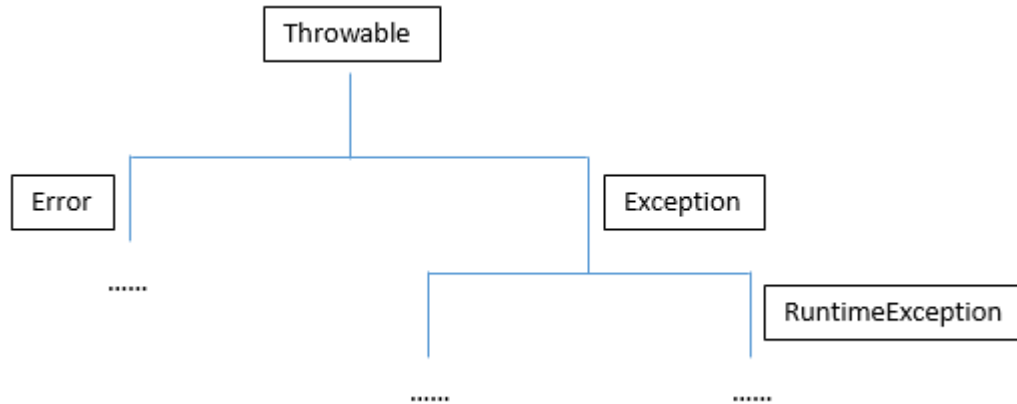 Throwable
Error
Exception
......
RuntimeException
......
......